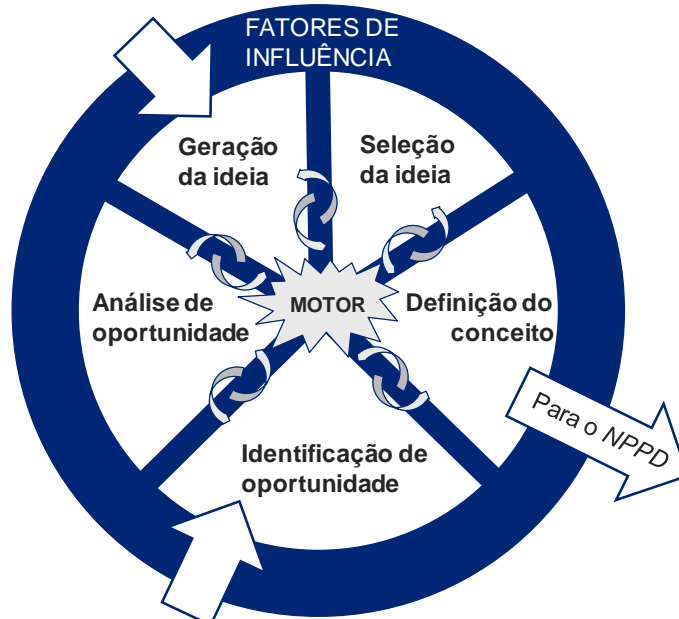 FATORES DE
INFLUÊNCIA
Geração
da ideia
Seleção
da ideia
Análise de
oportunidade
MOTOR
Definição do
conceito
Para o NPPD
Identificação de
oportunidade